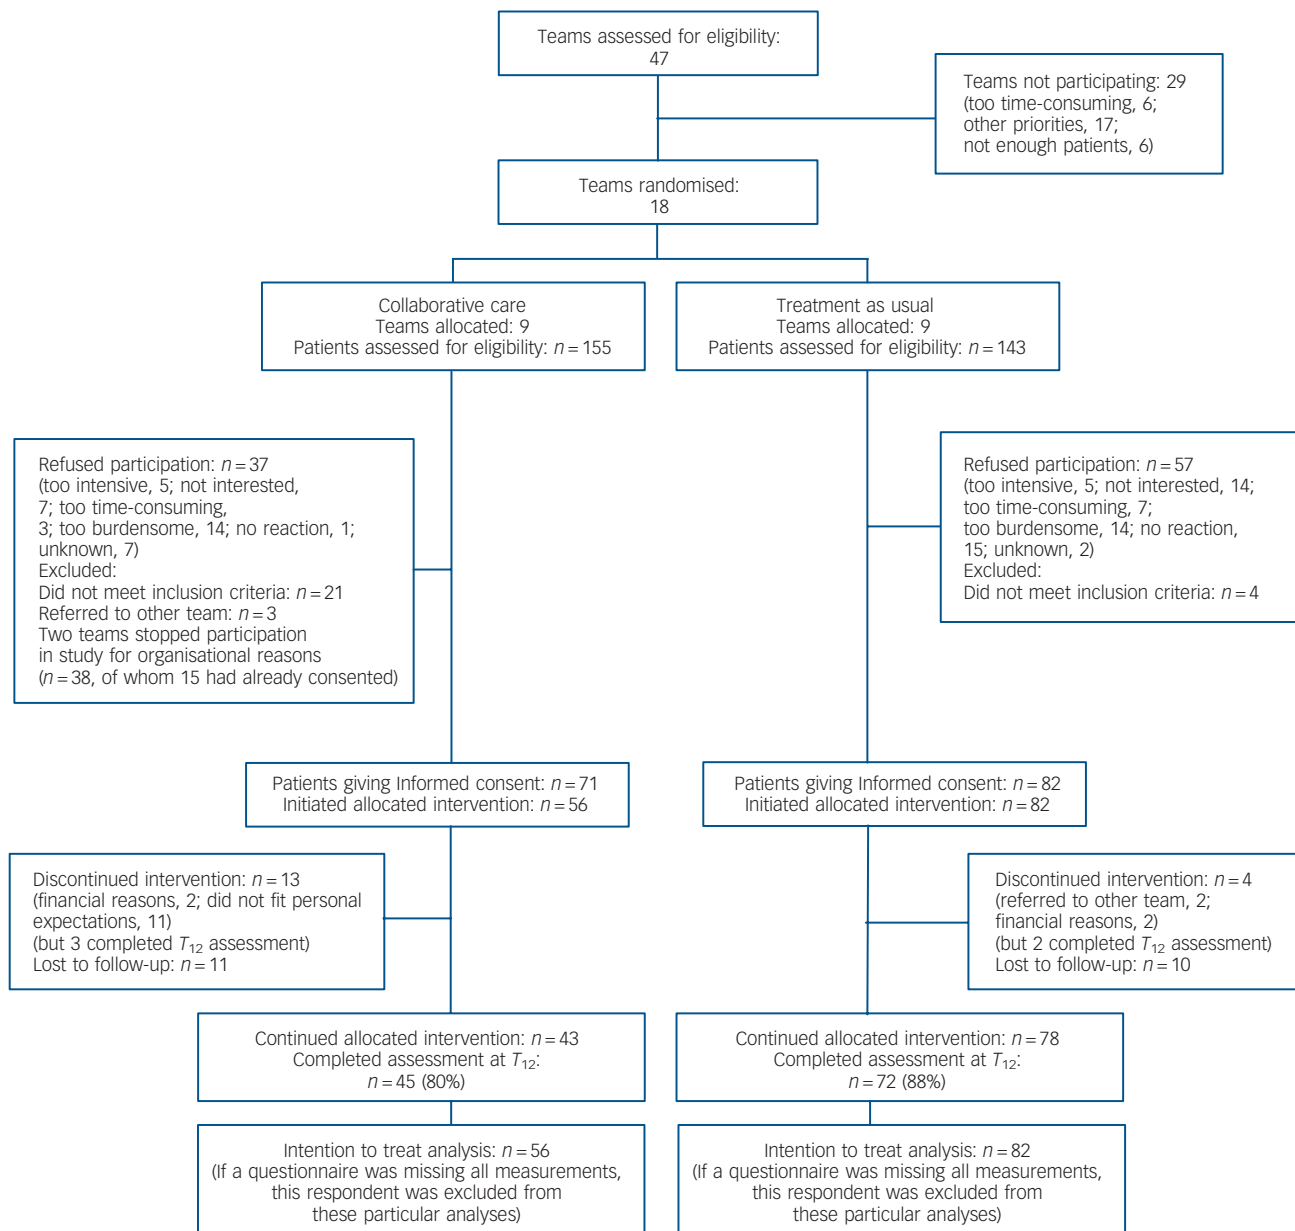 Teams assessed for eligibility:
47
Teams not participating: 29
(too time-consuming, 6;
other priorities, 17;
not enough patients, 6)
Teams randomised:
18
Collaborative care
Teams allocated: 9
Patients assessed for eligibility: n = 155
Treatment as usual
Teams allocated: 9
Patients assessed for eligibility: n = 143
Refused participation: n = 37
(too intensive, 5; not interested,
7; too time-consuming,
3; too burdensome, 14; no reaction, 1;
unknown, 7)
Excluded:
Did not meet inclusion criteria: n = 21
Referred to other team: n = 3
Two teams stopped participation
in study for organisational reasons
(n = 38, of whom 15 had already consented)
Refused participation: n = 57
(too intensive, 5; not interested, 14;
too time-consuming, 7;
too burdensome, 14; no reaction,
15; unknown, 2)
Excluded:
Did not meet inclusion criteria: n = 4
Patients giving Informed consent: n = 71
Initiated allocated intervention: n = 56
Patients giving Informed consent: n = 82
Initiated allocated intervention: n = 82
Discontinued intervention: n = 13
(financial reasons, 2; did not fit personal
expectations, 11)
(but 3 completed T12 assessment)
Lost to follow-up: n = 11
Discontinued intervention: n = 4
(referred to other team, 2;
financial reasons, 2)
(but 2 completed T12 assessment)
Lost to follow-up: n = 10
Continued allocated intervention: n = 43
Completed assessment at T12:
n = 45 (80%)
Continued allocated intervention: n = 78
Completed assessment at T12:
n = 72 (88%)
Intention to treat analysis: n = 56
(If a questionnaire was missing all measurements,
this respondent was excluded from
these particular analyses)
Intention to treat analysis: n = 82
(If a questionnaire was missing all measurements,
this respondent was excluded from
these particular analyses)